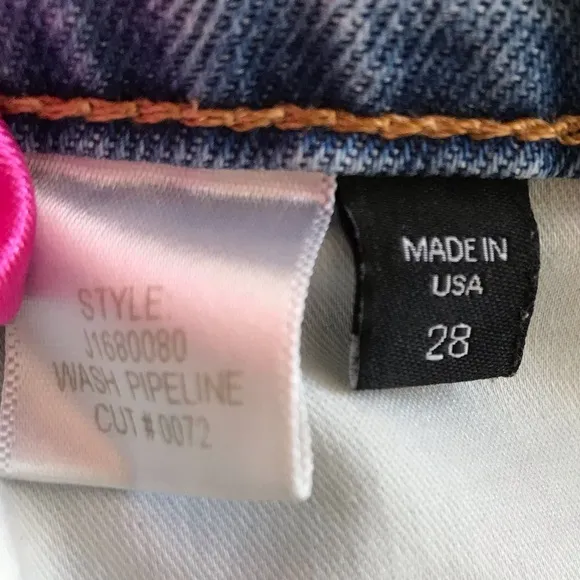 STYLE:
J1680080
WASH PIPELINE
CUT #0072
MADE IN
USA
28